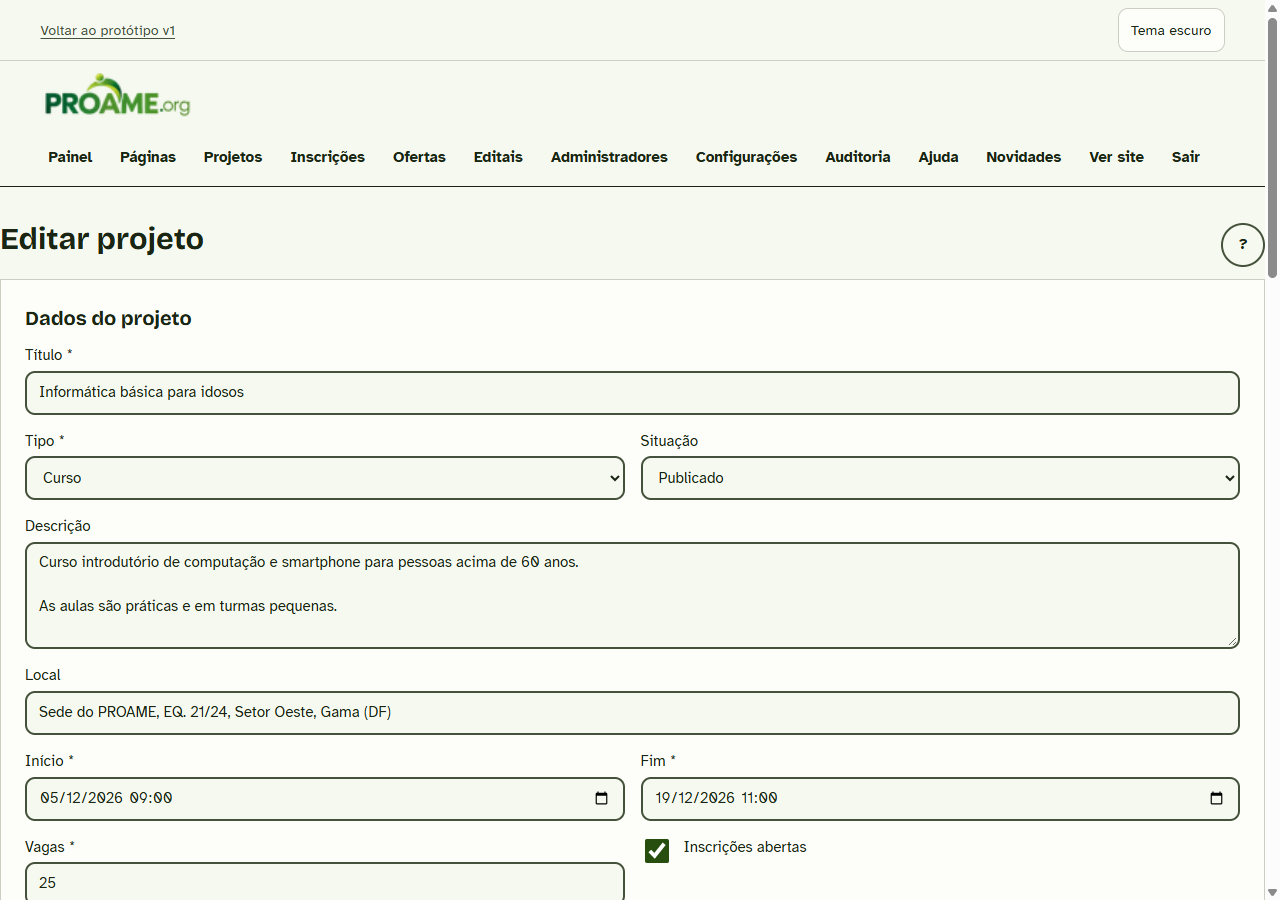 Voltar ao protótipo v1
Tema escuro
PROAME.org
Painel Páginas Projetos Inscrições Ofertas Editais Administradores Configurações Auditoria Ajuda Novidades Ver site Sair
Editar projeto
?
Dados do projeto
Título *
Informática básica para idosos
Tipo * Situação
Curso Publicado
Descrição
Curso introdutório de computação e smartphone para pessoas acima de 60 anos.
As aulas são práticas e em turmas pequenas.
Local
Sede do PROAME, EQ. 21/24, Setor Oeste, Gama (DF)
Início * Fim *
05/12/2026 09:00 19/12/2026 11:00
Vagas * Inscrições abertas
25